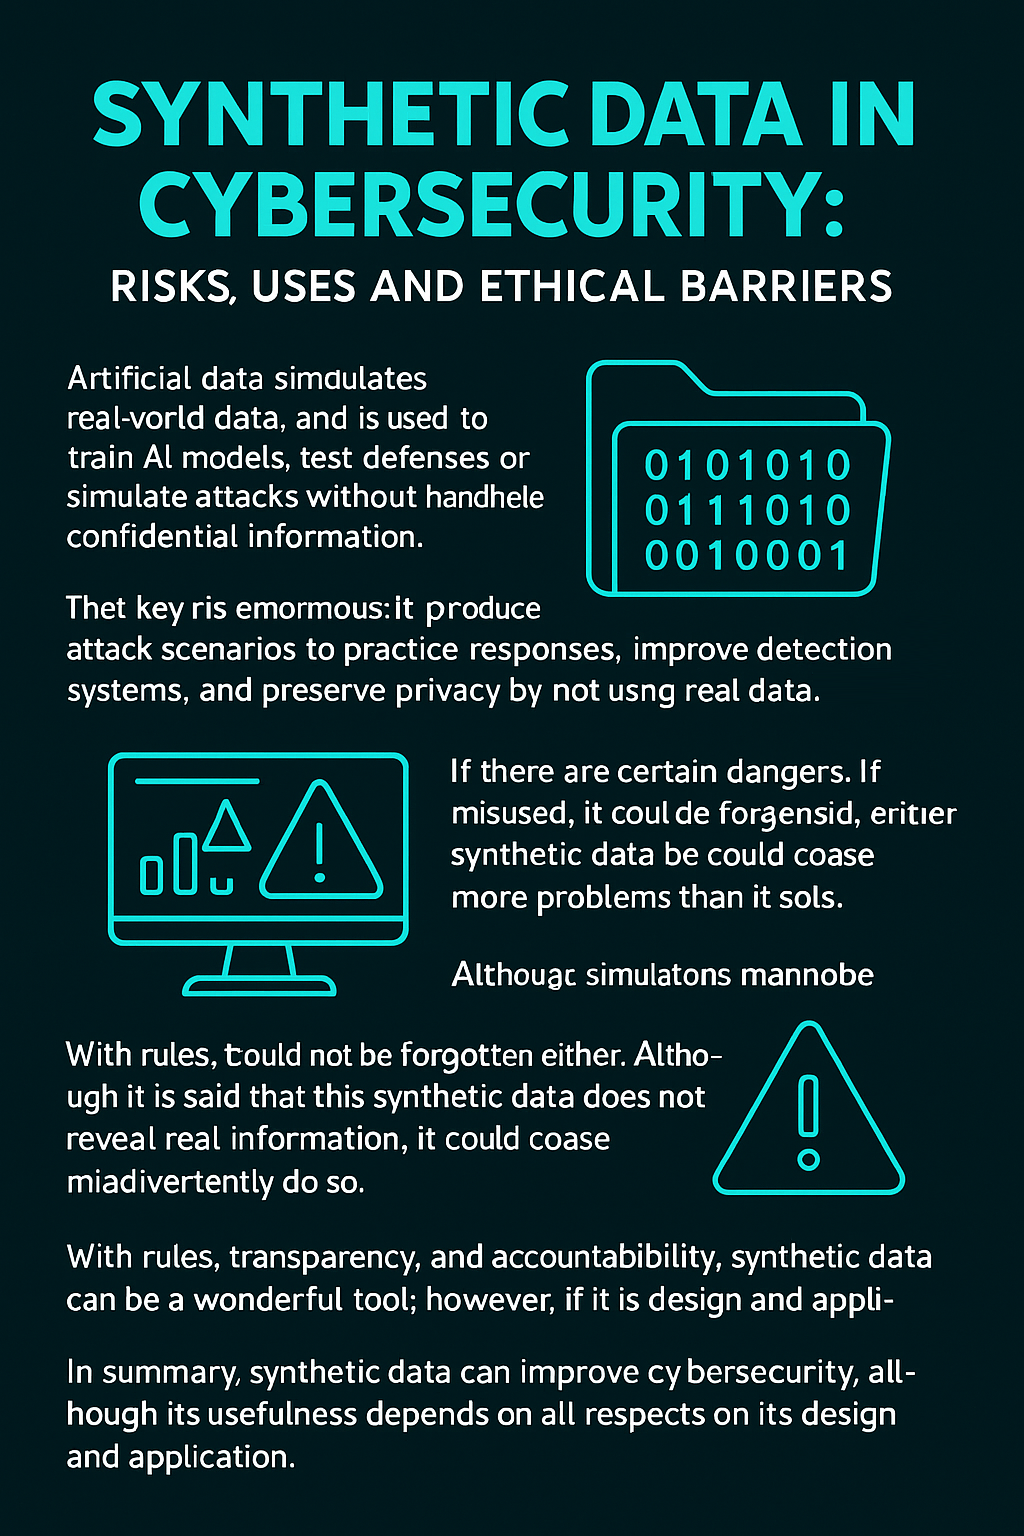 SYNTHETIC DATA IN
CYBERSECURITY:
RISKS, USES AND ETHICAL BARRIERS
Artificial data simdulates
real-vorld data, and is used to
train AI models, test defenses or
simulate attacks without handhele
confidential information.
0101010
0111010
0010001
Thet key ris emormous: it produce
attack scenarios to practice responses, improve detection
systems, and preserve privacy by not usng real data.
If there are certain dangers. If
misused, it coul de forgensid, eritier
synthetic data be could coase
more problems than it sols.
simulatons mannobe
With rules, tould not be forgotten either. Altho-
ugh it is said that this synthetic data does not
reveal real information, it could coase
miadivertently do so.
With rules, transparency, and accountabibility, synthetic data
can be a wonderful tool; however, if it is design and appli-
In summary, synthetic data can improve cy bersecurity, all-
hough its usefulness depends on all respects on its design
and application.